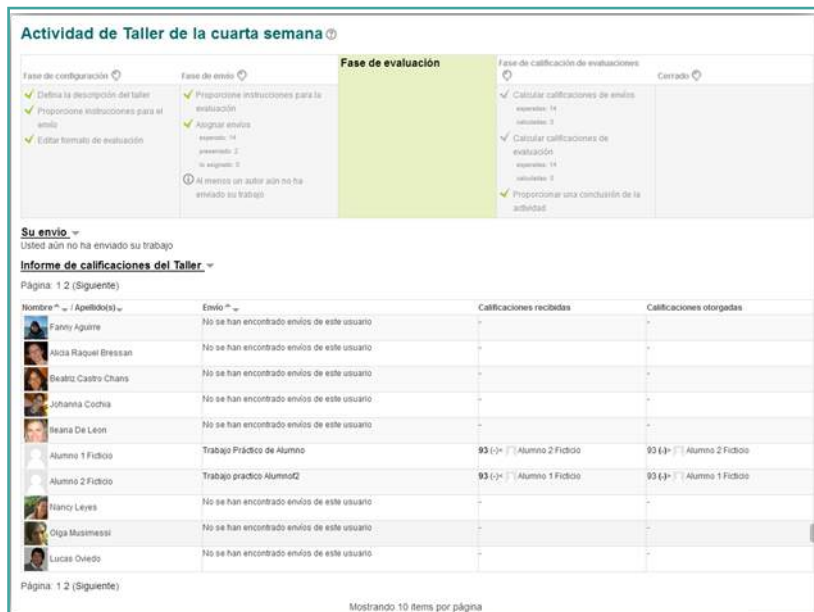 Actividad de Taller de la cuarta semana
Fase de configuración
Defina la descripción del taller
Proporcione instrucciones para el
envío
Editar formato de evaluación
Fase de envío
Proporcione instrucciones para la
evaluación
Asignar envíos
esperado: 14
presentado: 2
to asignado: 0
Al menos un autor aún no ha
enviado su trabajo
Fase de evaluación
Fase de calificación de evaluaciones
Calcular calificaciones de envíos
esperadas: 14
calculadas: 0
Calcular calificaciones de
evaluación
esperadas: 14
calculadas: 0
Proporcionar una conclusión de la
actividad
Cerrado
Su envío
Usted aún no ha enviado su trabajo
Informe de calificaciones del Taller
Página: 1 2 (Siguiente)
Nombre / Apellido(s) Envío Calificaciones recibidas Calificaciones otorgadas
Fanny Aguirre No se han encontrado envíos de este usuario - -
Alicia Raquel Bressan No se han encontrado envíos de este usuario - -
Beatriz Castro Chans No se han encontrado envíos de este usuario - -
Johanna Cochia No se han encontrado envíos de este usuario - -
Ileana De Leon No se han encontrado envíos de este usuario - -
Alumno 1 Ficticio Trabajo Práctico de Alumno 93 (-)< Alumno 2 Ficticio 93 (-)> Alumno 2 Ficticio
Alumno 2 Ficticio Trabajo practico Alumnof2 93 (-)< Alumno 1 Ficticio 93 (-)> Alumno 1 Ficticio
Nancy Leyes No se han encontrado envíos de este usuario - -
Olga Musimessi No se han encontrado envíos de este usuario - -
Lucas Oviedo No se han encontrado envíos de este usuario - -
Página: 1 2 (Siguiente)
Mostrando 10 items por página